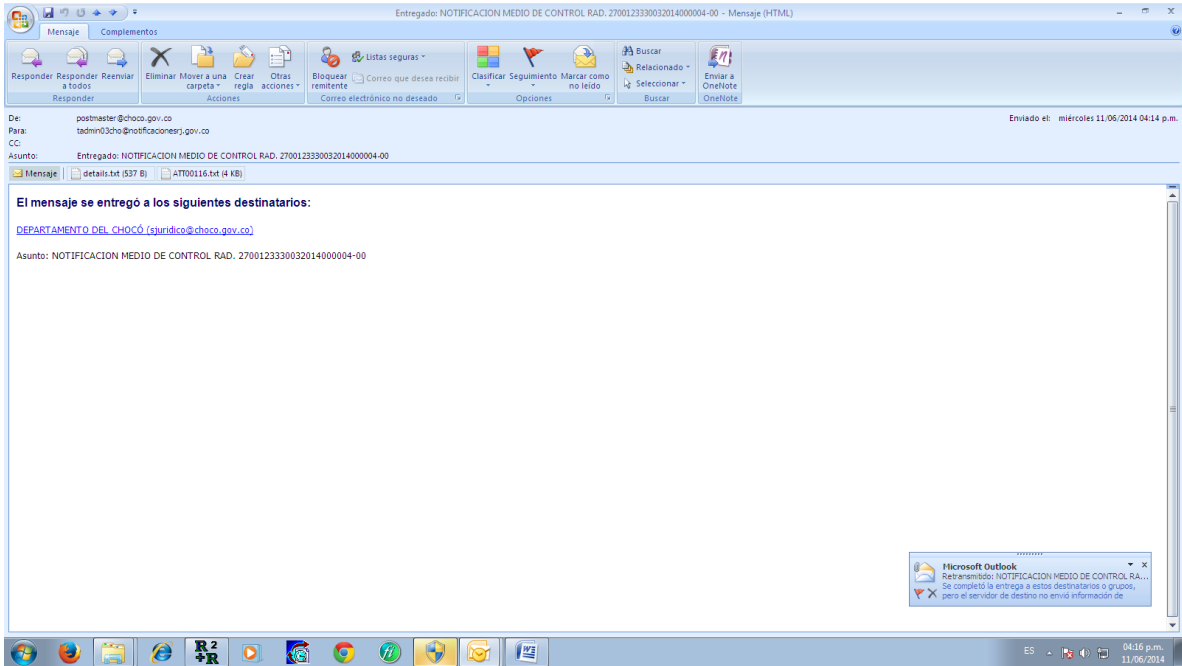 Entregado: NOTIFICACION MEDIO DE CONTROL RAD. 27001233300320140000​04-00 - Mensaje (HTML)
Mensaje Complementos
Responder Responder a todos Reenviar
Eliminar Mover a una carpeta Crear regla Otras acciones
Bloquear remitente Listas seguras Correo que desea recibir
Clasificar Seguimiento Marcar como no leído
Buscar Relacionado Seleccionar
Enviar a OneNote
Responder Acciones Correo electrónico no deseado Opciones Buscar OneNote
De: postmaster@choco.gov.co Enviado el: miércoles 11/06/2014 04:14 p.m.
Para: tadmin03cho@notificacionesrj.gov.co
CC:
Asunto: Entregado: NOTIFICACION MEDIO DE CONTROL RAD. 270012333003201400004-00
Mensaje details.txt (537 B) ATT00116.txt (4 KB)
El mensaje se entregó a los siguientes destinatarios:
DEPARTAMENTO DEL CHOCÓ (sjuridico@choco.gov.co)
Asunto: NOTIFICACION MEDIO DE CONTROL RAD. 2700123330032014000004-00
Microsoft Outlook
Retransmitido: NOTIFICACION MEDIO DE CONTROL RA...
Se completó la entrega a estos destinatarios o grupos,
pero el servidor de destino no envió información de
R2
+R
ES 04:16 p.m.
11/06/2014